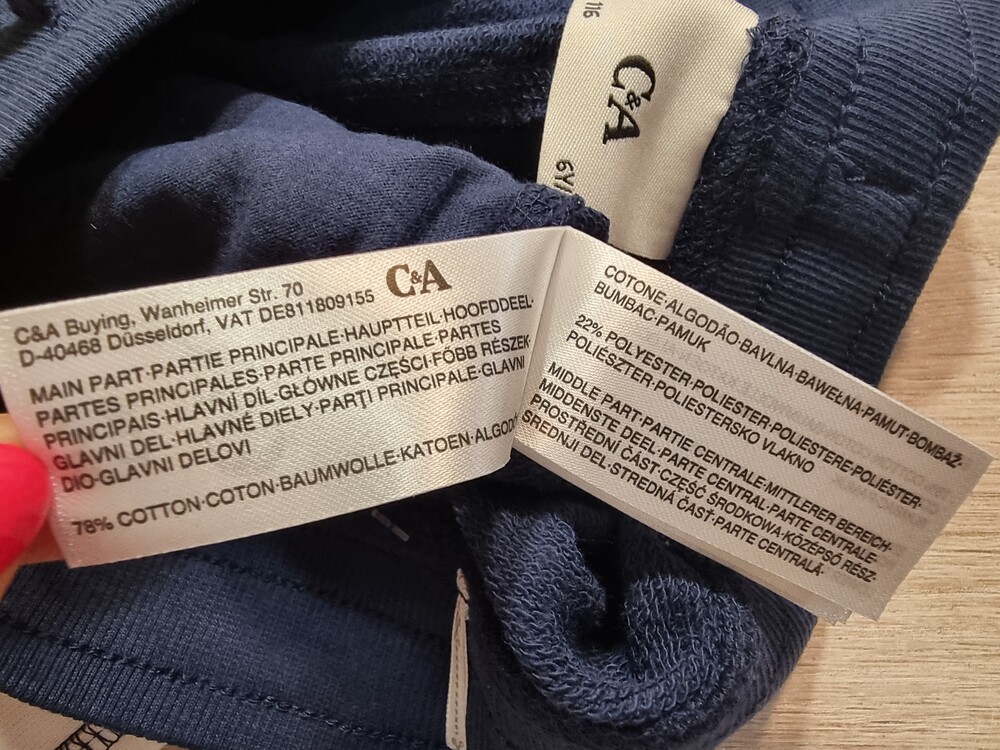 116
C&A
6Y/
C&A
C&A Buying, Wanheimer Str. 70
D-40468 Düsseldorf, VAT DE811809155
MAIN PART·PARTIE PRINCIPALE·HAUPTTEIL·HOOFDDEEL·
PARTES PRINCIPALES·PARTE PRINCIPALE·PARTES
PRINCIPAIS·HLAVNÍ DÍL·GŁÓWNE CZĘŚCI·FŐBB RÉSZEK·
GLAVNI DEL·HLAVNÉ DIELY·PARŢI PRINCIPALE·GLAVNI
DIO·GLAVNI DELOVI
78% COTTON·COTON·BAUMWOLLE·KATOEN·ALGOD
COTONE·ALGODÃO·BAVLNA·BAWEŁNA·PAMUT·BOMBAŽ·
BUMBAC·PAMUK
22% POLYESTER·POLIESTER·POLIESTERE·POLIÉSTER·
POLIESZTER·POLIESTERSKO VLAKNO
MIDDLE PART·PARTIE CENTRALE·MITTLERER BEREICH·
MIDDENSTE DEEL·PARTE CENTRAL·PARTE CENTRALE·
PROSTŘEDNÍ ČÁST·CZĘŚĆ ŚRODKOWA·KÖZÉPSŐ RÉSZ·
SREDNJI DEL·STREDNÁ ČASŤ·PARTE CENTRALĂ·